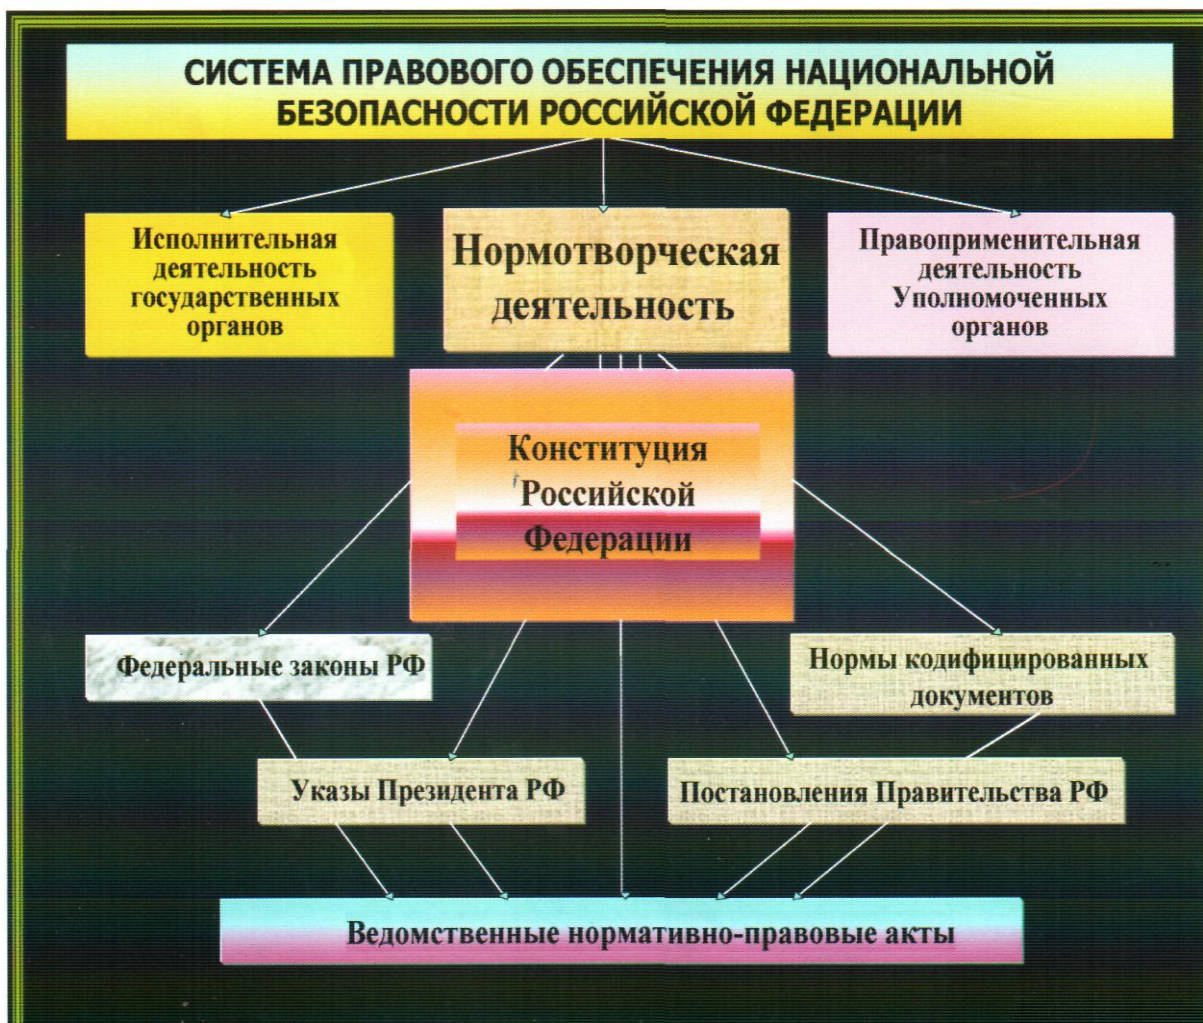 СИСТЕМА ПРАВОВОГО ОБЕСПЕЧЕНИЯ НАЦИОНАЛЬНОЙ
БЕЗОПАСНОСТИ РОССИЙСКОЙ ФЕДЕРАЦИИ
Исполнительная
деятельность
государственных
органов
Нормотворческая
деятельность
Правоприменительная
деятельность
Уполномоченных
органов
Конституция
Российской
Федерации
Федеральные законы РФ
Нормы кодифицированных
документов
Указы Президента РФ
Постановления Правительства РФ
Ведомственные нормативно-правовые акты